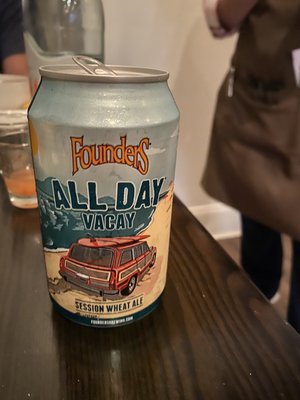 Founders
ALL DAY
VACAY
SESSION WHEAT ALE
FOUNDERSBREWING.COM